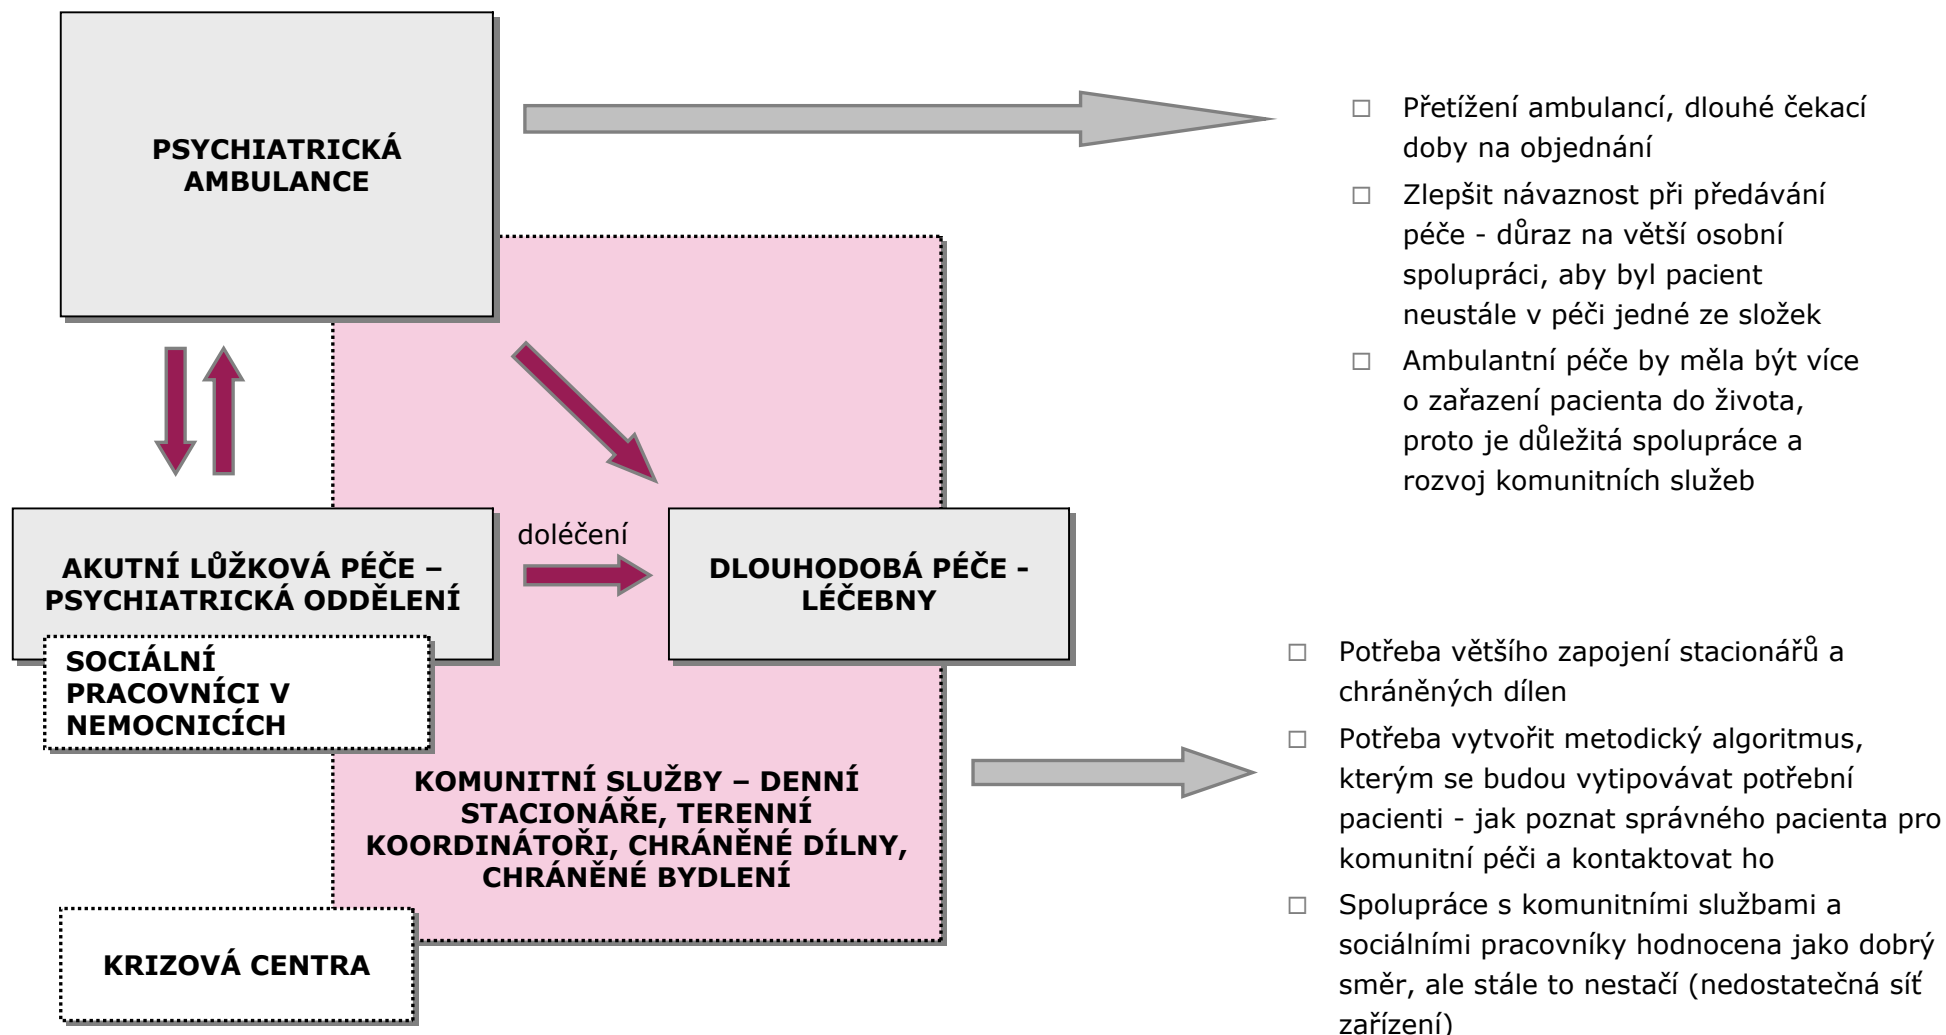 PSYCHIATRICKÁ
AMBULANCE
□ Přetížení ambulancí, dlouhé čekací
doby na objednání
□ Zlepšit návaznost při předávání
péče - důraz na větší osobní
spolupráci, aby byl pacient
neustále v péči jedné ze složek
□ Ambulantní péče by měla být více
o zařazení pacienta do života,
proto je důležitá spolupráce a
rozvoj komunitních služeb
AKUTNÍ LŮŽKOVÁ PÉČE –
PSYCHIATRICKÁ ODDĚLENÍ
doléčení
DLOUHODOBÁ PÉČE -
LÉČEBNY
SOCIÁLNÍ
PRACOVNÍCI V
NEMOCNICÍCH
KOMUNITNÍ SLUŽBY – DENNÍ
STACIONÁŘE, TERENNÍ
KOORDINÁTOŘI, CHRÁNĚNÉ DÍLNY,
CHRÁNĚNÉ BYDLENÍ
KRIZOVÁ CENTRA
□ Potřeba většího zapojení stacionářů a
chráněných dílen
□ Potřeba vytvořit metodický algoritmus,
kterým se budou vytipovávat potřební
pacienti - jak poznat správného pacienta pro
komunitní péči a kontaktovat ho
□ Spolupráce s komunitními službami a
sociálními pracovníky hodnocena jako dobrý
směr, ale stále to nestačí (nedostatečná síť
zařízení)